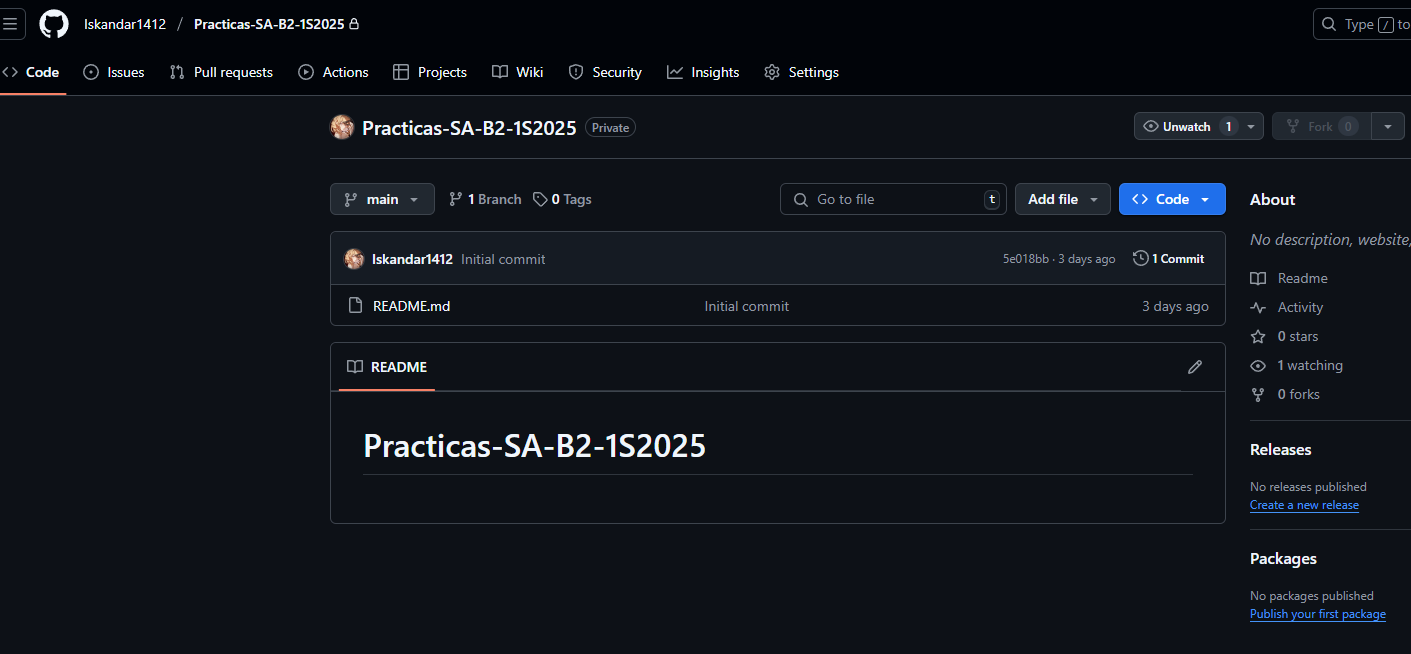 Iskandar1412 / Practicas-SA-B2-1S2025
Type / to
Code Issues Pull requests Actions Projects Wiki Security Insights Settings
Practicas-SA-B2-1S2025 Private
Unwatch 1 Fork 0
main 1 Branch 0 Tags Go to file t Add file Code
Iskandar1412 Initial commit 5e018bb · 3 days ago 1 Commit
README.md Initial commit 3 days ago
README
Practicas-SA-B2-1S2025
About
No description, website,
Readme
Activity
0 stars
1 watching
0 forks
Releases
No releases published
Create a new release
Packages
No packages published
Publish your first package